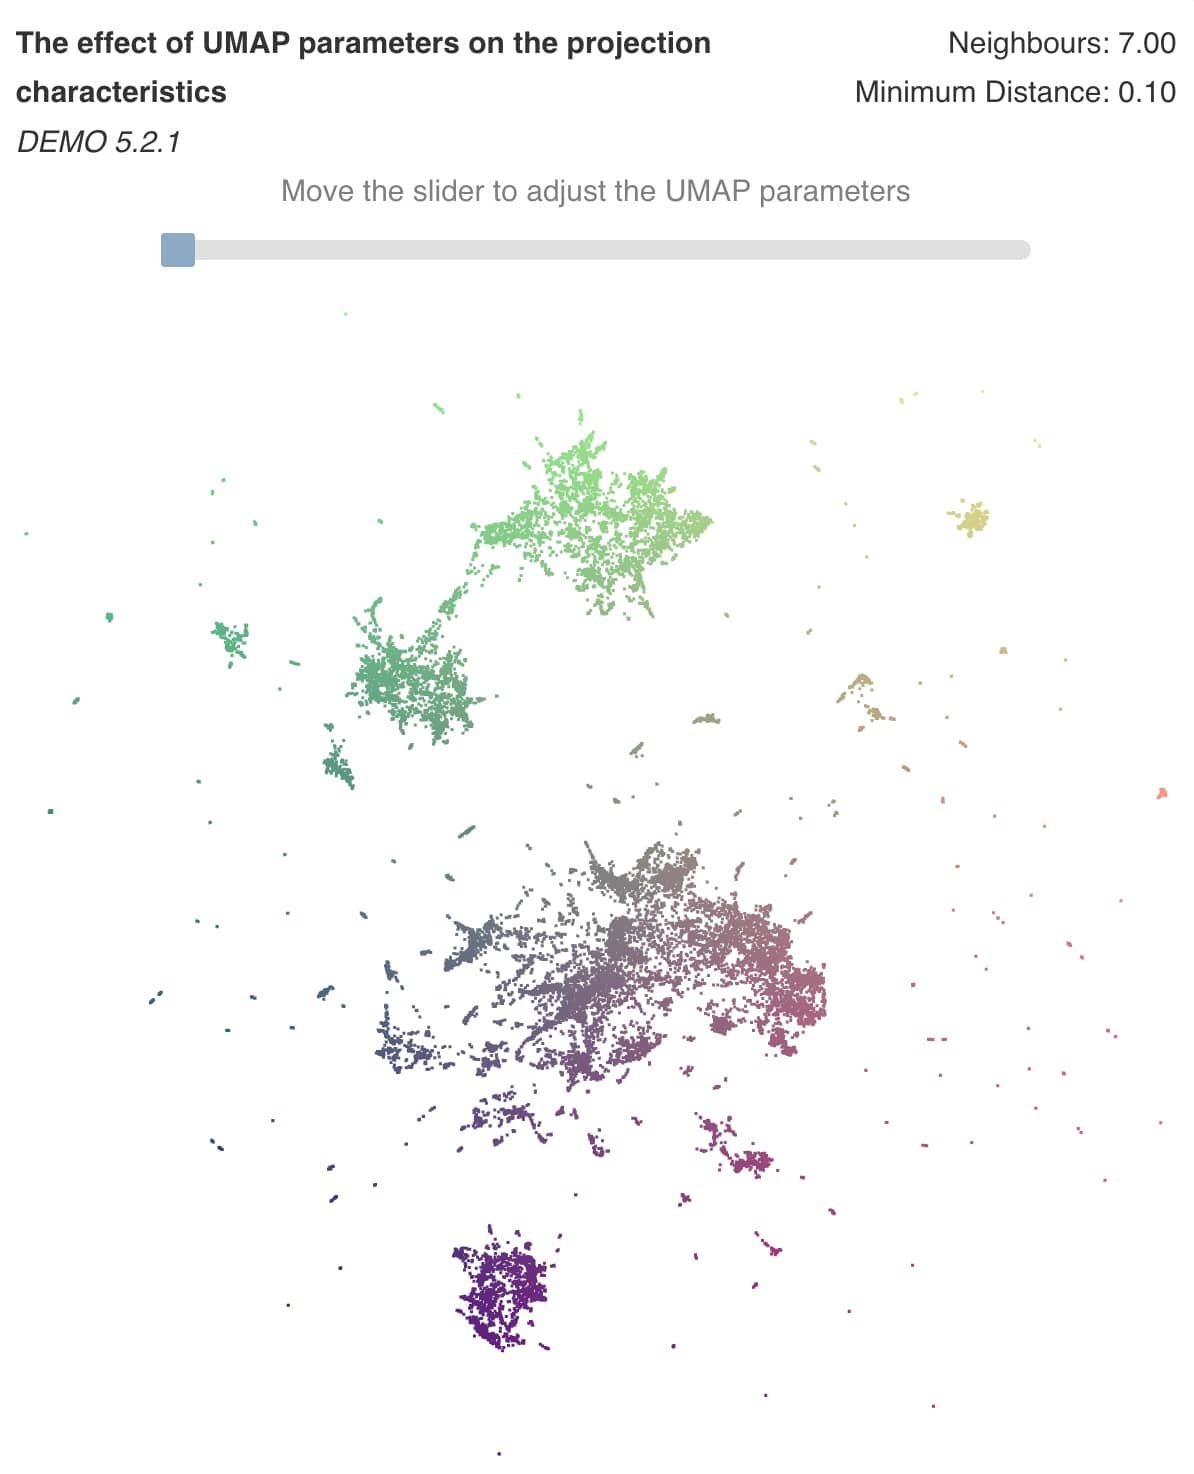 The effect of UMAP parameters on the projection
characteristics
DEMO 5.2.1
Neighbours: 7.00
Minimum Distance: 0.10
Move the slider to adjust the UMAP parameters